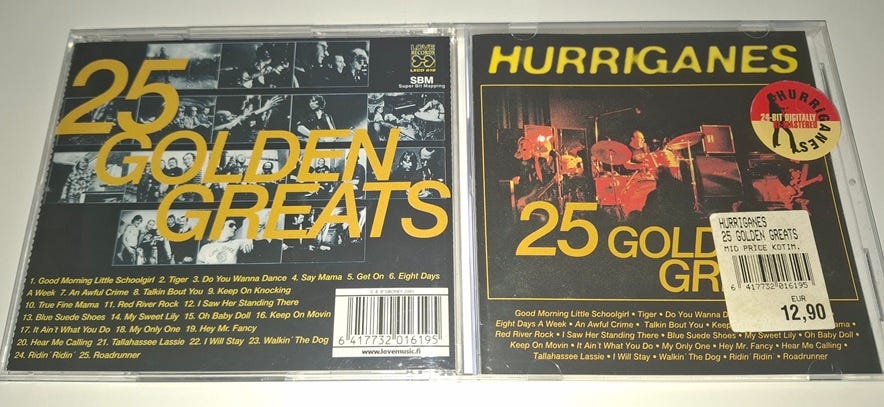 25
GOLDEN
GREATS
LOVE
RECORDS
LXCD 616
SBM
Super Bit Mapping
1. Good Morning Little Schoolgirl 2. Tiger 3. Do You Wanna Dance 4. Say Mama 5. Get On 6. Eight Days
A Week 7. An Awful Crime 8. Talkin Bout You 9. Keep On Knocking
10. True Fine Mama 11. Red River Rock 12. I Saw Her Standing There
13. Blue Suede Shoes 14. My Sweet Lily 15. Oh Baby Doll 16. Keep On Movin
17. It Ain't What You Do 18. My Only One 19. Hey Mr. Fancy
20. Hear Me Calling 21. Tallahassee Lassie 22. I Will Stay 23. Walkin' The Dog
24. Ridin' Ridin' 25. Roadrunner
6 417732 016195
www.lovemusic.fi
HURRIGANES
HURRIGANES
24-BIT DIGITALLY
REMASTERED
25 GOLDEN
GREATS
HURRIGANES
25 GOLDEN GREATS
MID PRICE KOTIM.
6 417732 016195
EUR
12,90
Good Morning Little Schoolgirl • Tiger • Do You Wanna
Eight Days A Week • An Awful Crime • Talkin Bout You • Keep Mama •
Red River Rock • I Saw Her Standing There • Blue Suede Shoes • My Sweet Lily • Oh Baby Doll •
Keep On Movin • It Ain't What You Do • My Only One • Hey Mr. Fancy • Hear Me Calling •
Tallahassee Lassie • I Will Stay • Walkin' The Dog • Ridin' Ridin' • Roadrunner